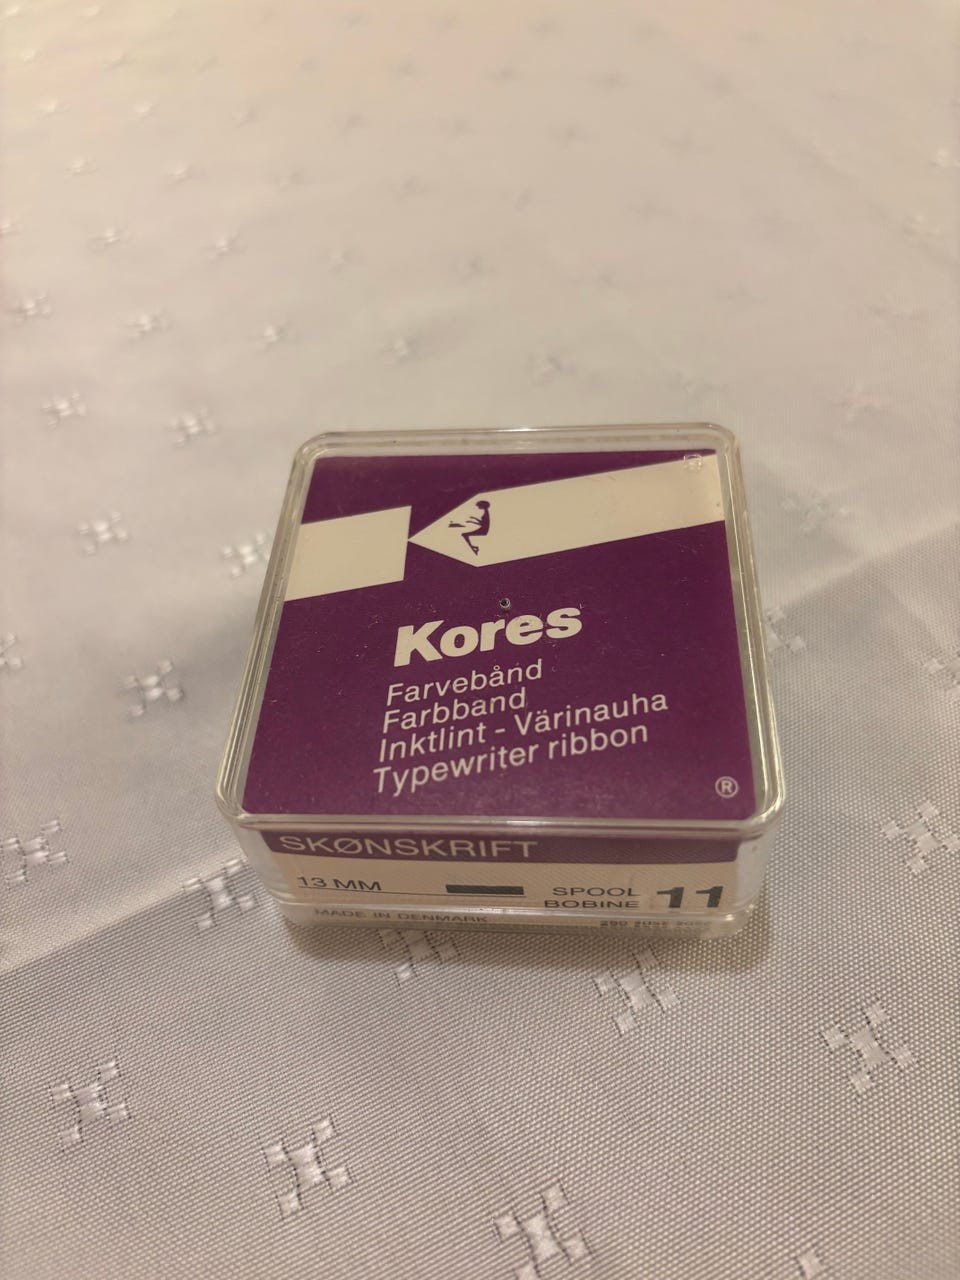 Kores
Farvebånd
Farbband
Inktlint - Värinauha
Typewriter ribbon
®
SKØNSKRIFT
13 MM
SPOOL
BOBINE
11
MADE IN DENMARK